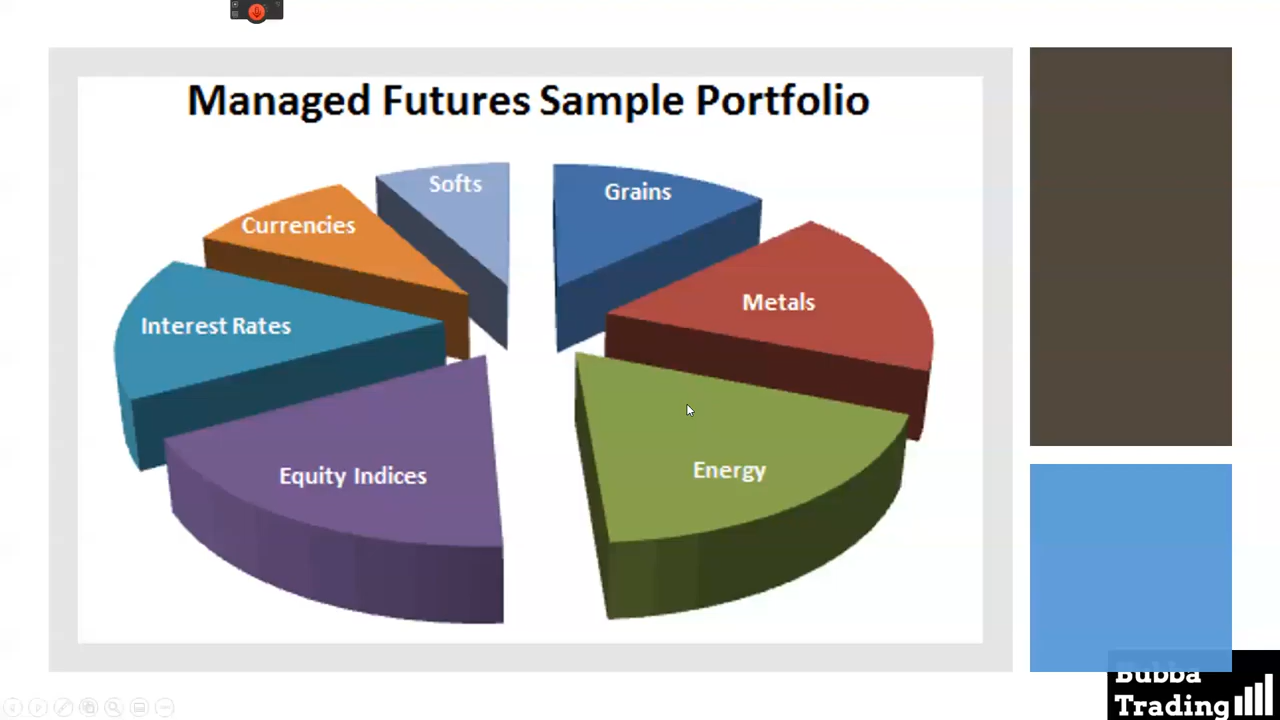 Managed Futures Sample Portfolio
Softs
Grains
Currencies
Metals
Interest Rates
Equity Indices
Energy
Bubba
Trading